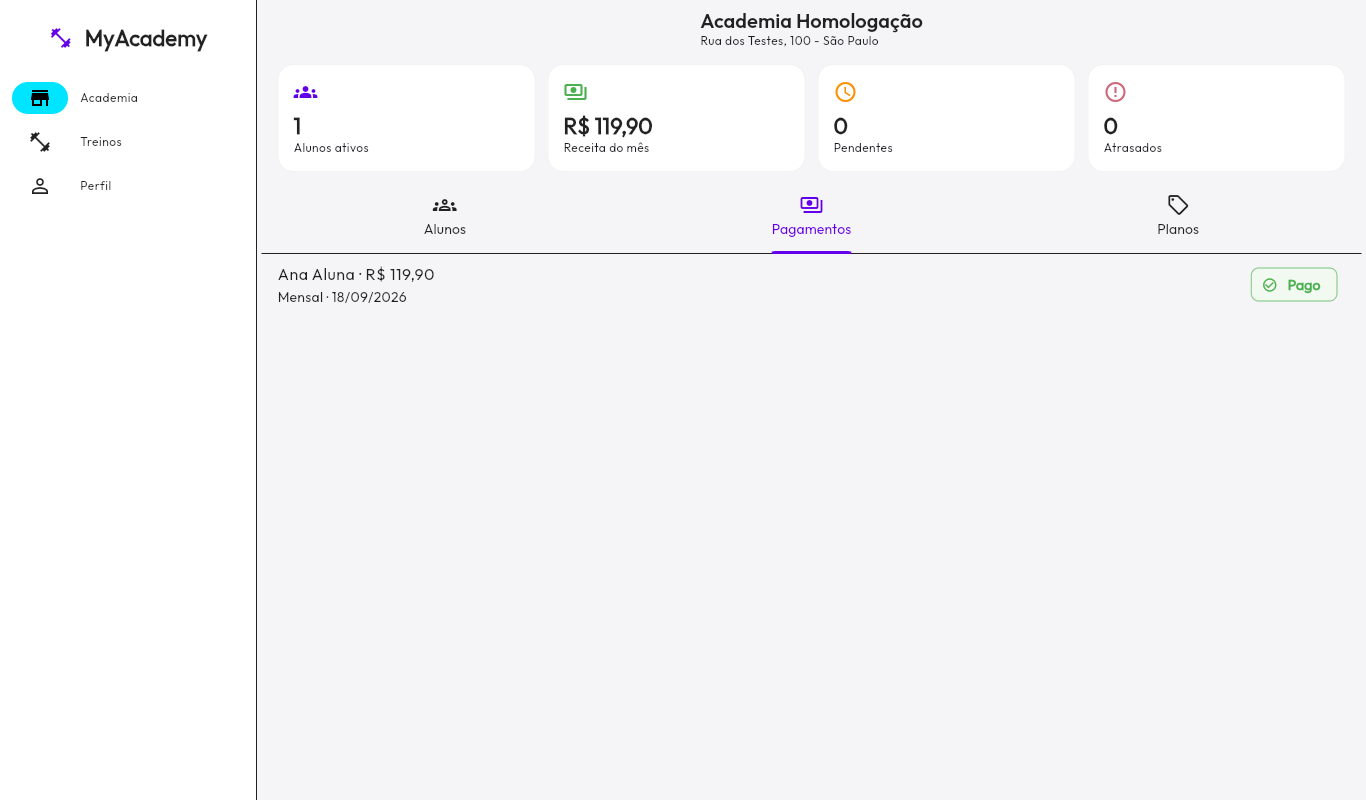 MyAcademy
Academia
Treinos
Perfil
Academia Homologação
Rua dos Testes, 100 - São Paulo
1
Alunos ativos
R$ 119,90
Receita do mês
0
Pendentes
0
Atrasados
Alunos
Pagamentos
Planos
Ana Aluna · R$ 119,90
Mensal · 18/09/2026
Pago